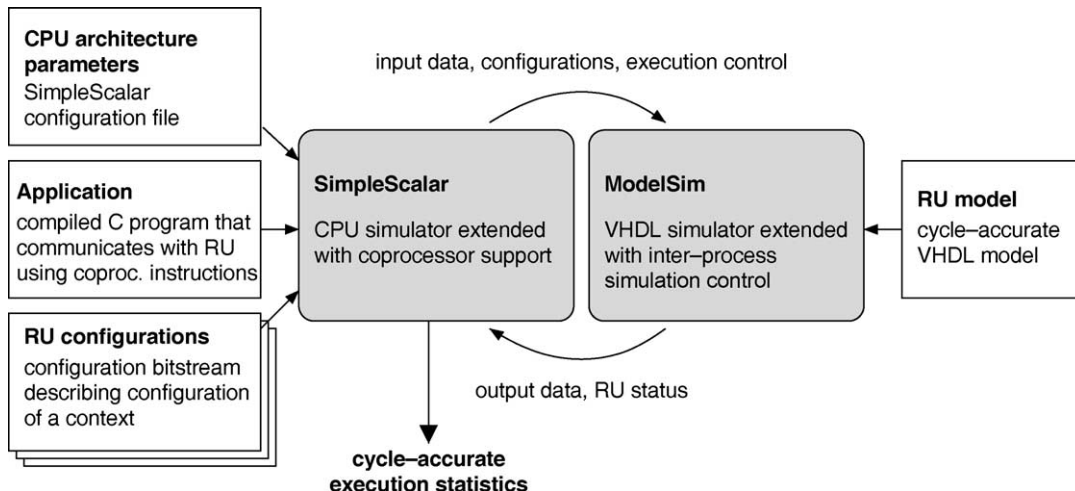 CPU architecture
parameters
SimpleScalar
configuration file
input data, configurations, execution control
Application
compiled C program that
communicates with RU
using coproc. instructions
SimpleScalar
CPU simulator extended
with coprocessor support
ModelSim
VHDL simulator extended
with inter–process
simulation control
RU model
cycle–accurate
VHDL model
RU configurations
configuration bitstream
describing configuration
of a context
output data, RU status
cycle–accurate
execution statistics